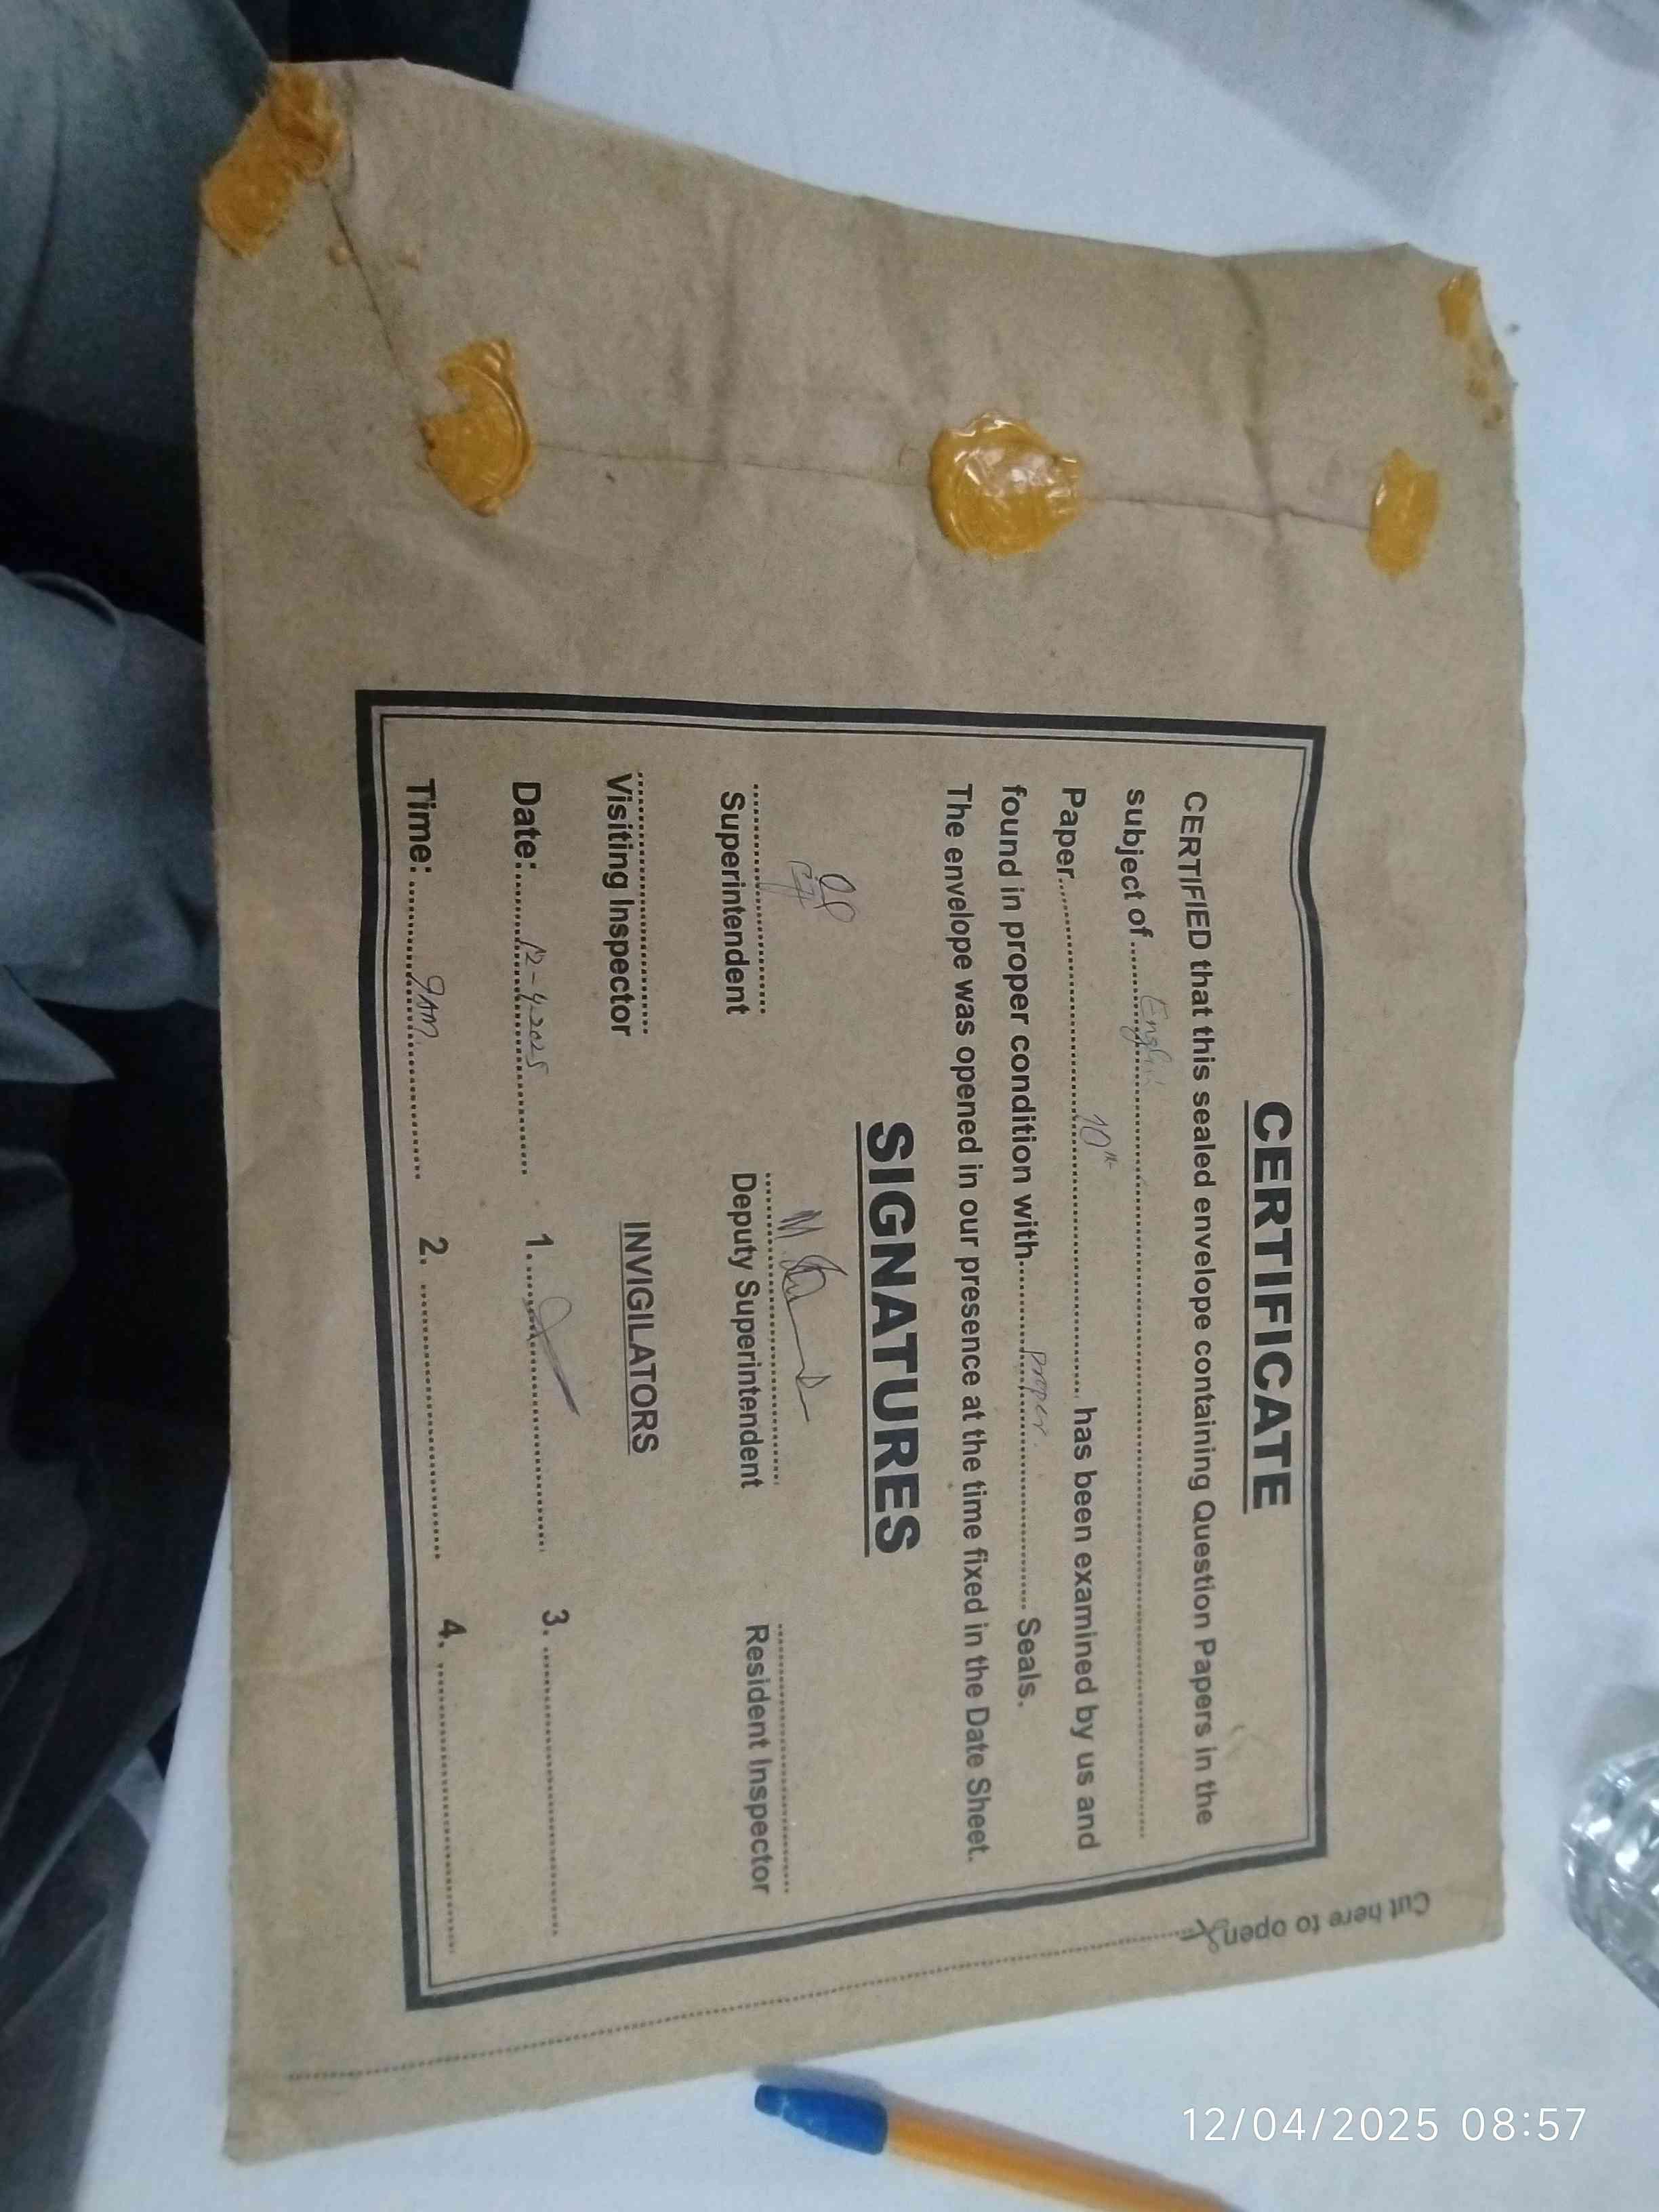 CERTIFICATE
CERTIFIED that this sealed envelope containing Question Papers in the
subject of ........ English ........
Paper ........ 10th ........ has been examined by us and
found in proper condition with ........ proper ........ Seals.
The envelope was opened in our presence at the time fixed in the Date Sheet.
SIGNATURES
Superintendent Deputy Superintendent Resident Inspector
Visiting Inspector INVIGILATORS
Date: ........ 12-4-2025 ........ 1. ........ 3. ........
Time: ........ 9 AM ........ 2. ........ 4. ........
Cut here to open
12/04/2025 08:57